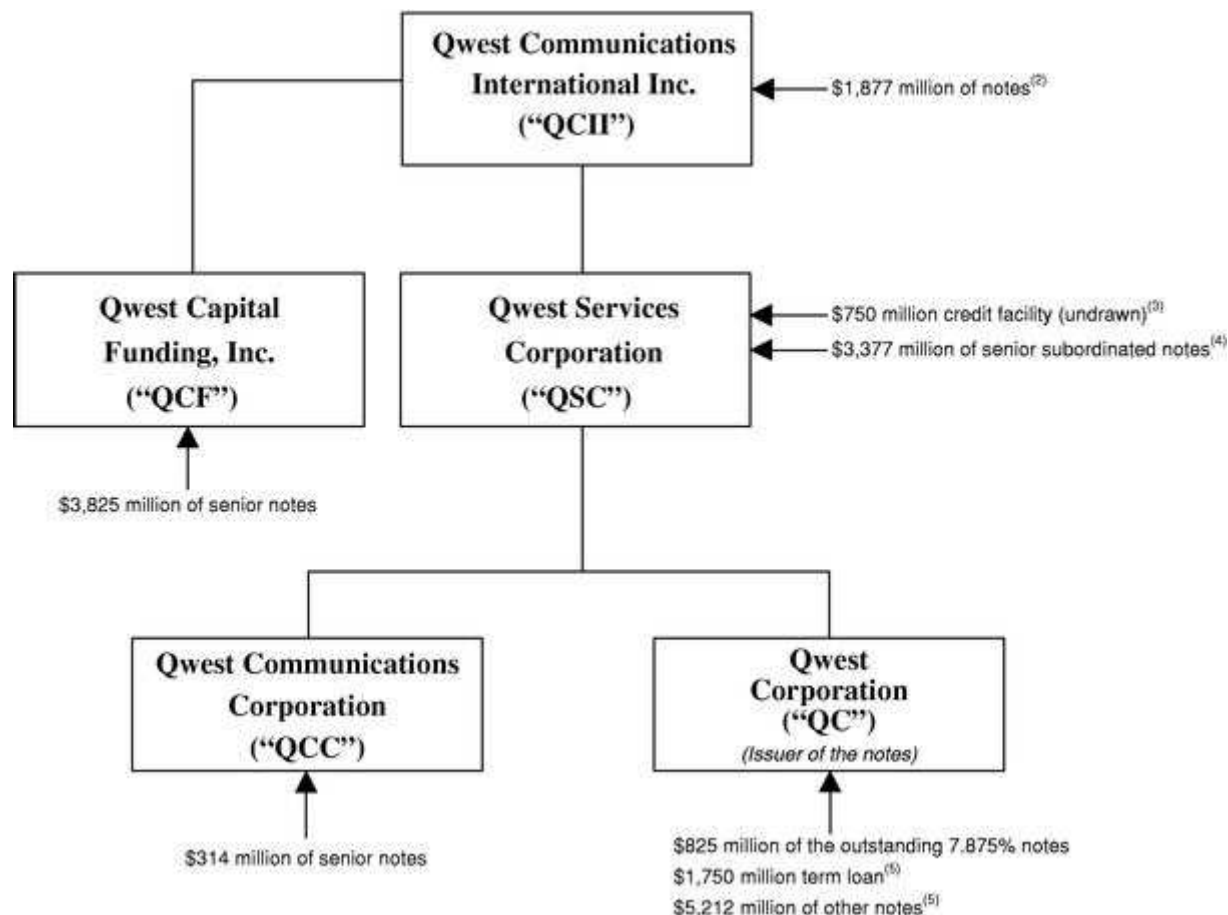 Qwest Communications
International Inc.
(“QCII”)
$1,877 million of notes(2)
Qwest Capital
Funding, Inc.
(“QCF”)
Qwest Services
Corporation
(“QSC”)
$750 million credit facility (undrawn)(3)
$3,377 million of senior subordinated notes(4)
$3,825 million of senior notes
Qwest Communications
Corporation
(“QCC”)
Qwest
Corporation
(“QC”)
(Issuer of the notes)
$314 million of senior notes
$825 million of the outstanding 7.875% notes
$1,750 million term loan(5)
$5,212 million of other notes(5)